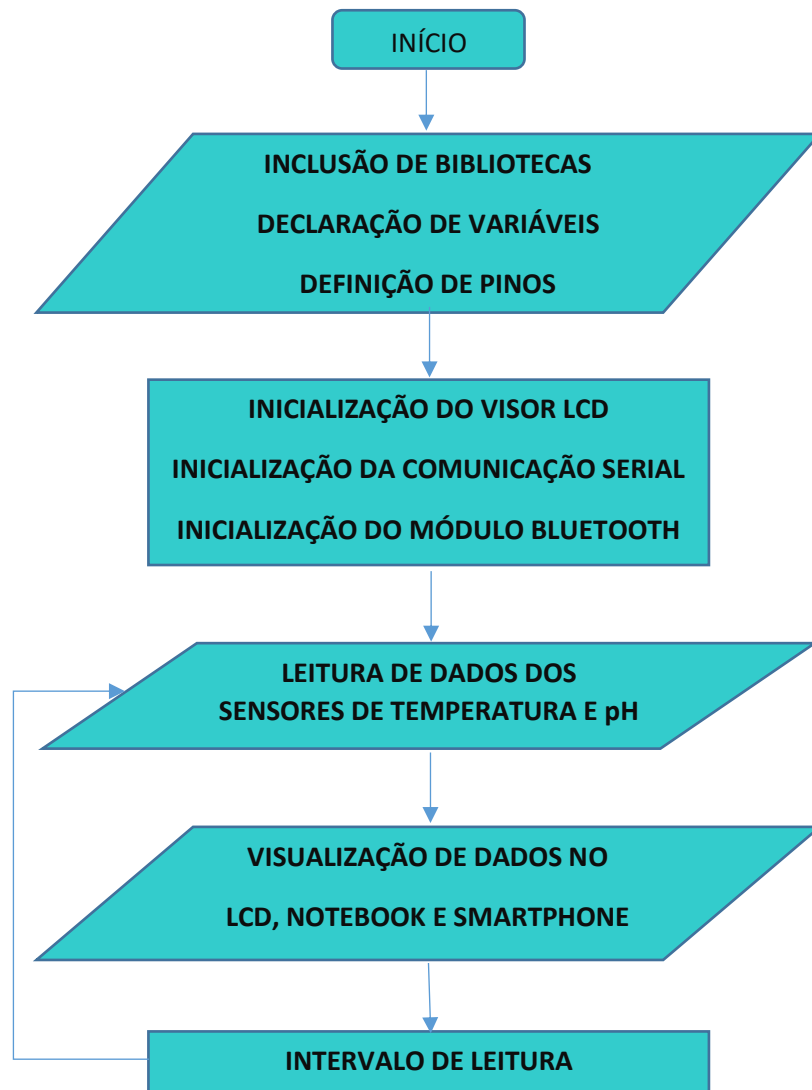 INÍCIO
INCLUSÃO DE BIBLIOTECAS
DECLARAÇÃO DE VARIÁVEIS
DEFINIÇÃO DE PINOS
INICIALIZAÇÃO DO VISOR LCD
INICIALIZAÇÃO DA COMUNICAÇÃO SERIAL
INICIALIZAÇÃO DO MÓDULO BLUETOOTH
LEITURA DE DADOS DOS
SENSORES DE TEMPERATURA E pH
VISUALIZAÇÃO DE DADOS NO
LCD, NOTEBOOK E SMARTPHONE
INTERVALO DE LEITURA